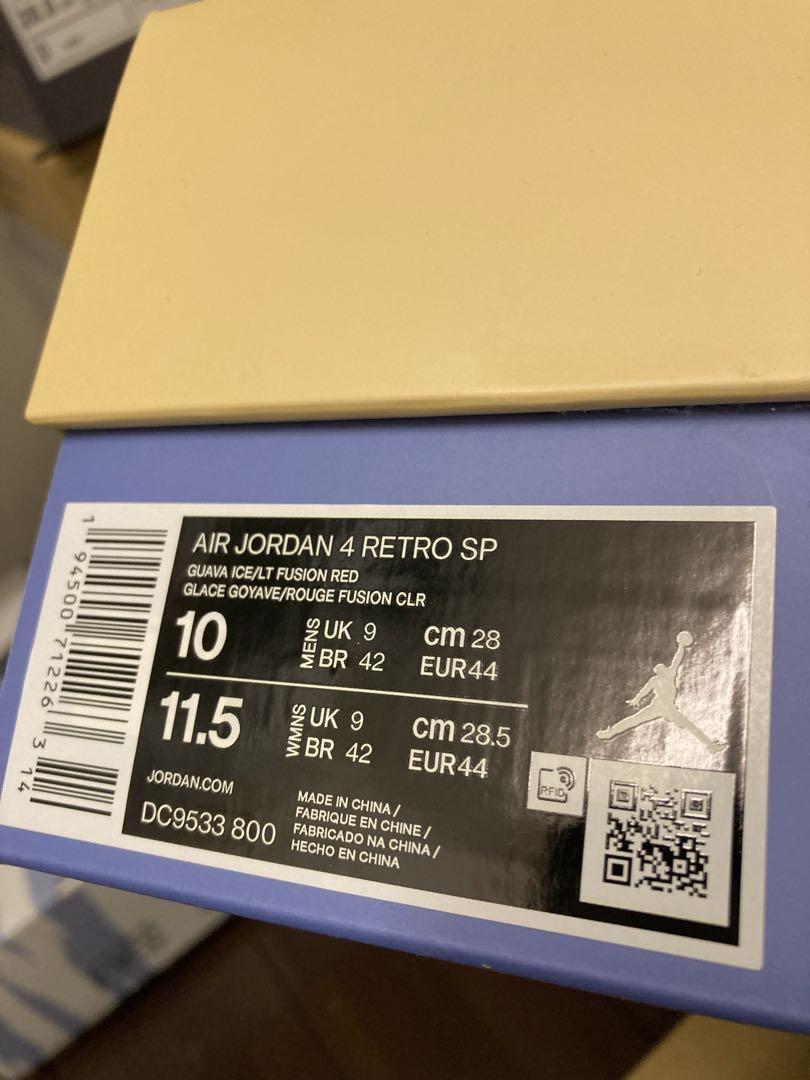 AIR JORDAN 4 RETRO SP
GUAVA ICE/LT FUSION RED
GLACE GOYAVE/ROUGE FUSION CLR
10 MENS UK 9 cm 28
BR 42 EUR44
11.5 WMNS UK 9 cm 28.5
BR 42 EUR44
JORDAN.COM
DC9533 800
MADE IN CHINA /
FABRIQUE EN CHINE /
FABRICADO NA CHINA /
HECHO EN CHINA
RFID
1 94500 71226 3 14